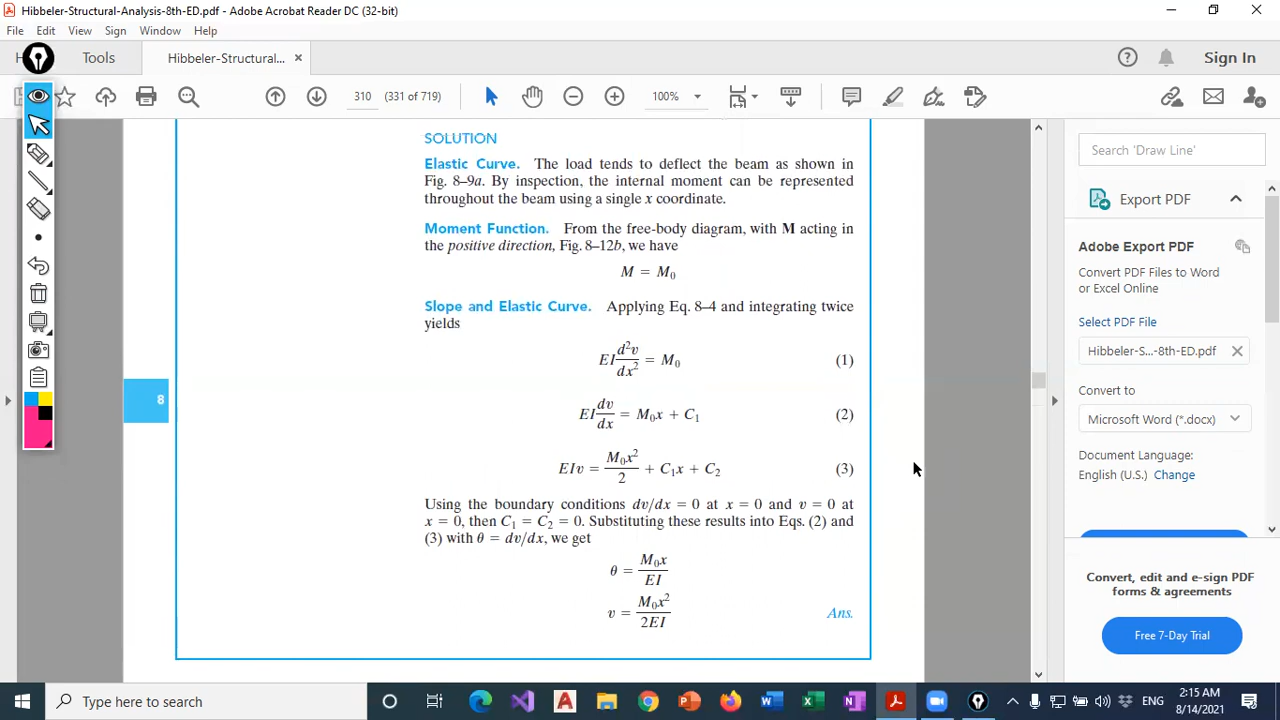 Hibbeler-Structural-Analysis-8th-ED.pdf - Adobe Acrobat Reader DC (32-bit)
File Edit View Sign Window Help
H Tools Hibbeler-Structural... × Sign In
310 (331 of 719) 100%
SOLUTION
Elastic Curve. The load tends to deflect the beam as shown in
Fig. 8–9a. By inspection, the internal moment can be represented
throughout the beam using a single x coordinate.
Moment Function. From the free-body diagram, with M acting in
the positive direction, Fig. 8–12b, we have
M = M₀
Slope and Elastic Curve. Applying Eq. 8–4 and integrating twice
yields
EI d²v/dx² = M₀ (1)
8
EI dv/dx = M₀x + C₁ (2)
EIv = M₀x²/2 + C₁x + C₂ (3)
Using the boundary conditions dv/dx = 0 at x = 0 and v = 0 at
x = 0, then C₁ = C₂ = 0. Substituting these results into Eqs. (2) and
(3) with θ = dv/dx, we get
θ = M₀x/EI
v = M₀x²/2EI Ans.
Search 'Draw Line'
Export PDF
Adobe Export PDF
Convert PDF Files to Word
or Excel Online
Select PDF File
Hibbeler-S...-8th-ED.pdf ×
Convert to
Microsoft Word (*.docx)
Document Language:
English (U.S.) Change
Convert, edit and e-sign PDF
forms & agreements
Free 7-Day Trial
Type here to search
ENG
2:15 AM
8/14/2021